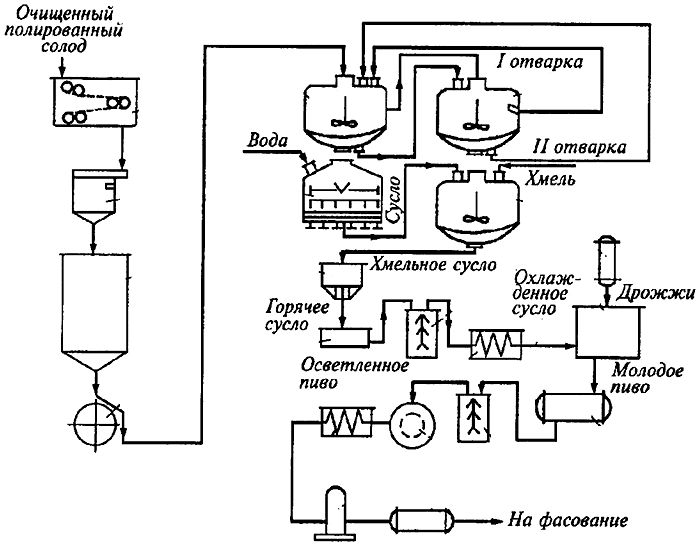 Очищенный
полированный
солод
I отварка
II отварка
Вода
Сусло
Хмель
Хмельное сусло
Горячее
сусло
Охлаж-
денное
сусло
Дрожжи
Осветленное
пиво
Молодое
пиво
На фасование